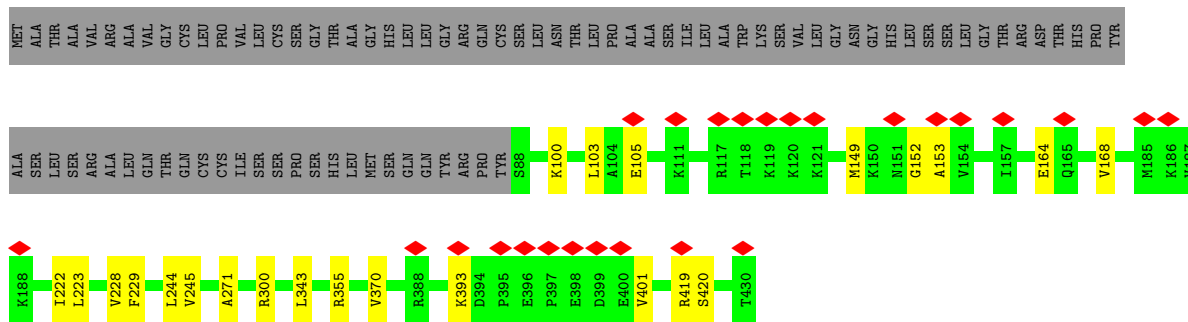 MET ALA THR ALA VAL ARG ALA VAL GLY CYS LEU PRO VAL LEU CYS SER GLY THR ALA GLY HIS LEU LEU GLY ARG GLN CYS SER LEU ASN THR LEU PRO ALA ALA SER ILE LEU ALA TRP LYS SER VAL LEU GLY ASN GLY HIS LEU SER SER LEU GLY THR ARG ASP THR HIS PRO TYR
ALA SER LEU SER ARG ALA LEU GLN THR GLN CYS CYS ILE SER SER PRO SER HIS LEU MET SER GLN GLN TYR ARG PRO TYR S88 K100 L103 A104 E105 K111 R117 T118 K119 K120 K121 M149 K150 N151 G152 A153 V154 I157 E164 Q165 V168 M185 K186
K188 I222 L223 V228 F229 L244 V245 A271 R300 L343 R355 V370 R388 K393 D394 P395 E396 P397 E398 D399 E400 V401 R419 S420 T430